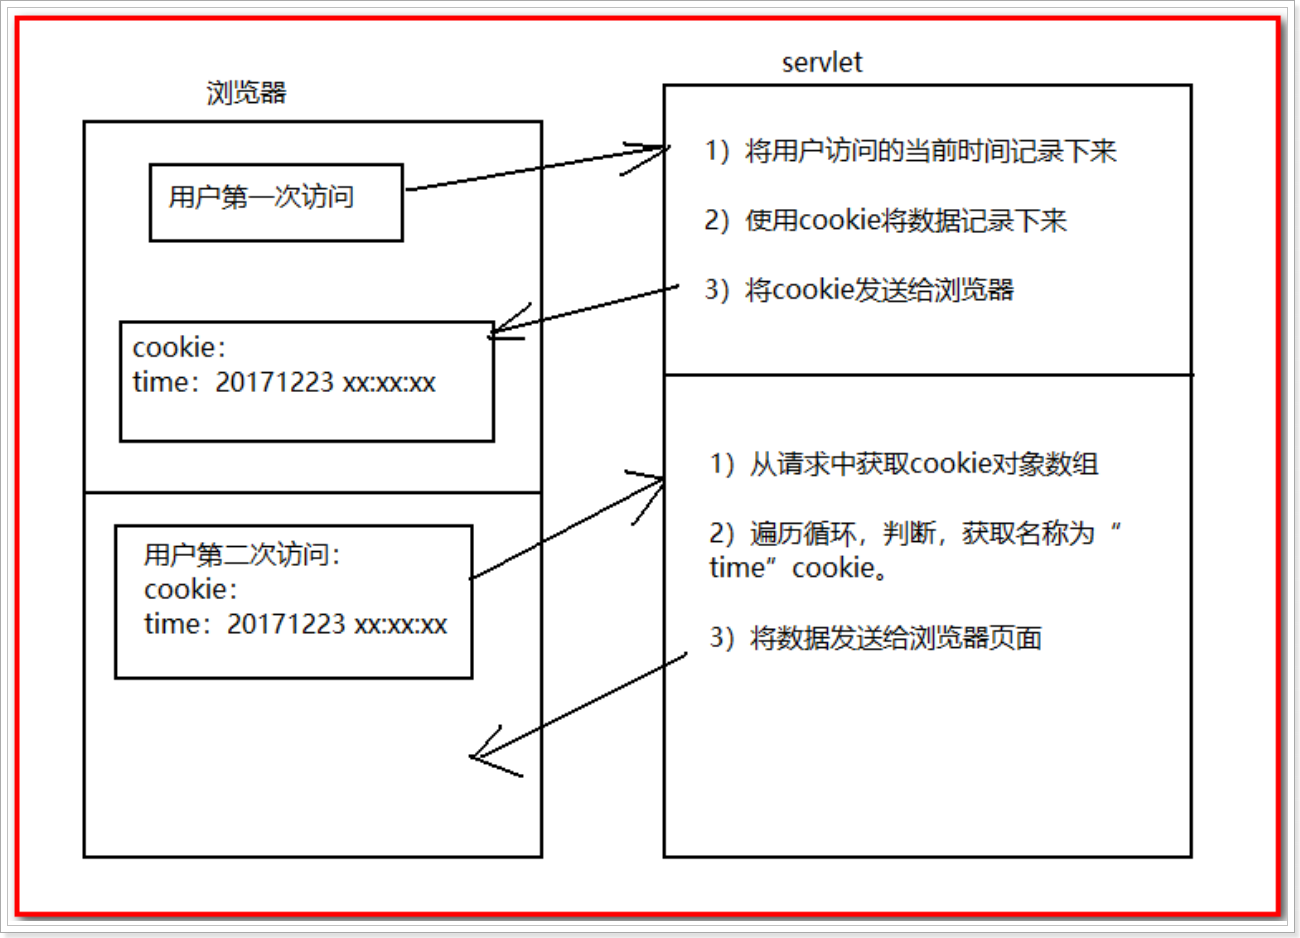 浏览器
用户第一次访问
cookie：
time：20171223 xx:xx:xx
用户第二次访问：
cookie：
time：20171223 xx:xx:xx
servlet
1）将用户访问的当前时间记录下来
2）使用cookie将数据记录下来
3）将cookie发送给浏览器
1）从请求中获取cookie对象数组
2）遍历循环，判断，获取名称为“
time”cookie。
3）将数据发送给浏览器页面